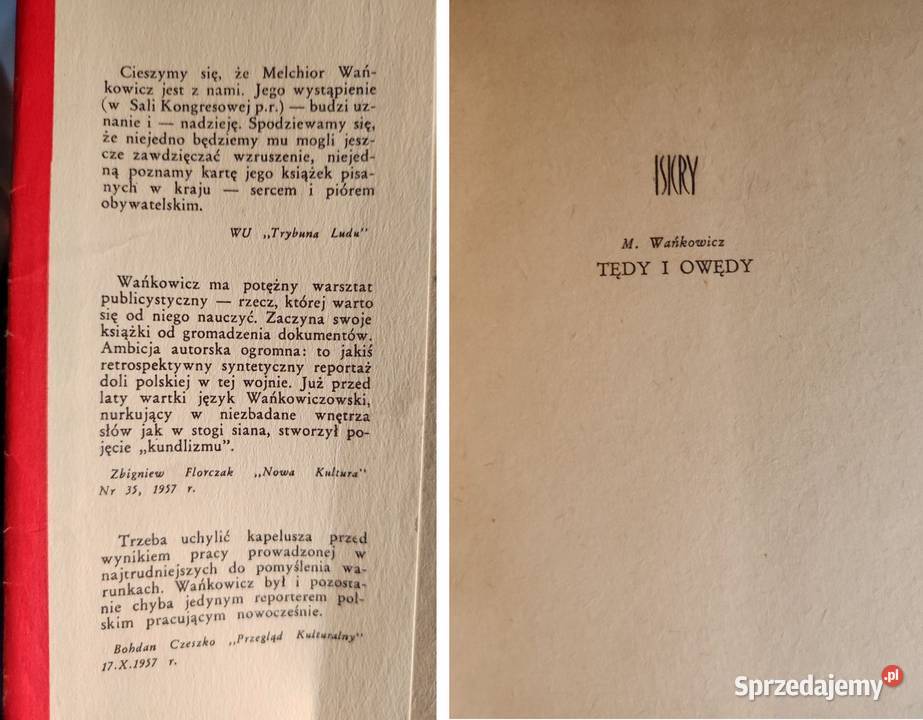 Cieszymy się, że Melchior Wań-
kowicz jest z nami. Jego wystąpienie
(w Sali Kongresowej p.r.) — budzi uz-
nanie i — nadzieję. Spodziewamy się,
że niejedno będziemy mu mogli jesz-
cze zawdzięczać wzruszenie, niejed-
ną poznamy kartę jego książek pisa-
nych w kraju — sercem i piórem
obywatelskim.
WU „Trybuna Ludu”
Wańkowicz ma potężny warsztat
publicystyczny — rzecz, której warto
się od niego nauczyć. Zaczyna swoje
książki od gromadzenia dokumentów.
Ambicja autorska ogromna: to jakiś
retrospektywny syntetyczny reportaż
doli polskiej w tej wojnie. Już przed
laty wartki język Wańkowiczowski,
nurkujący w niezbadane wnętrza
słów jak w stogi siana, stworzył po-
jęcie „kundlizmu”.
Zbigniew Florczak „Nowa Kultura”
Nr 35, 1957 r.
Trzeba uchylić kapelusza przed
wynikiem pracy prowadzonej w
najtrudniejszych do pomyślenia wa-
runkach. Wańkowicz był i pozosta-
nie chyba jedynym reporterem pol-
skim pracującym nowocześnie.
Bohdan Czeszko „Przegląd Kulturalny”
17.X.1957 r.
ISKRY
M. Wańkowicz
TĘDY I OWĘDY
Sprzedajemy.pl